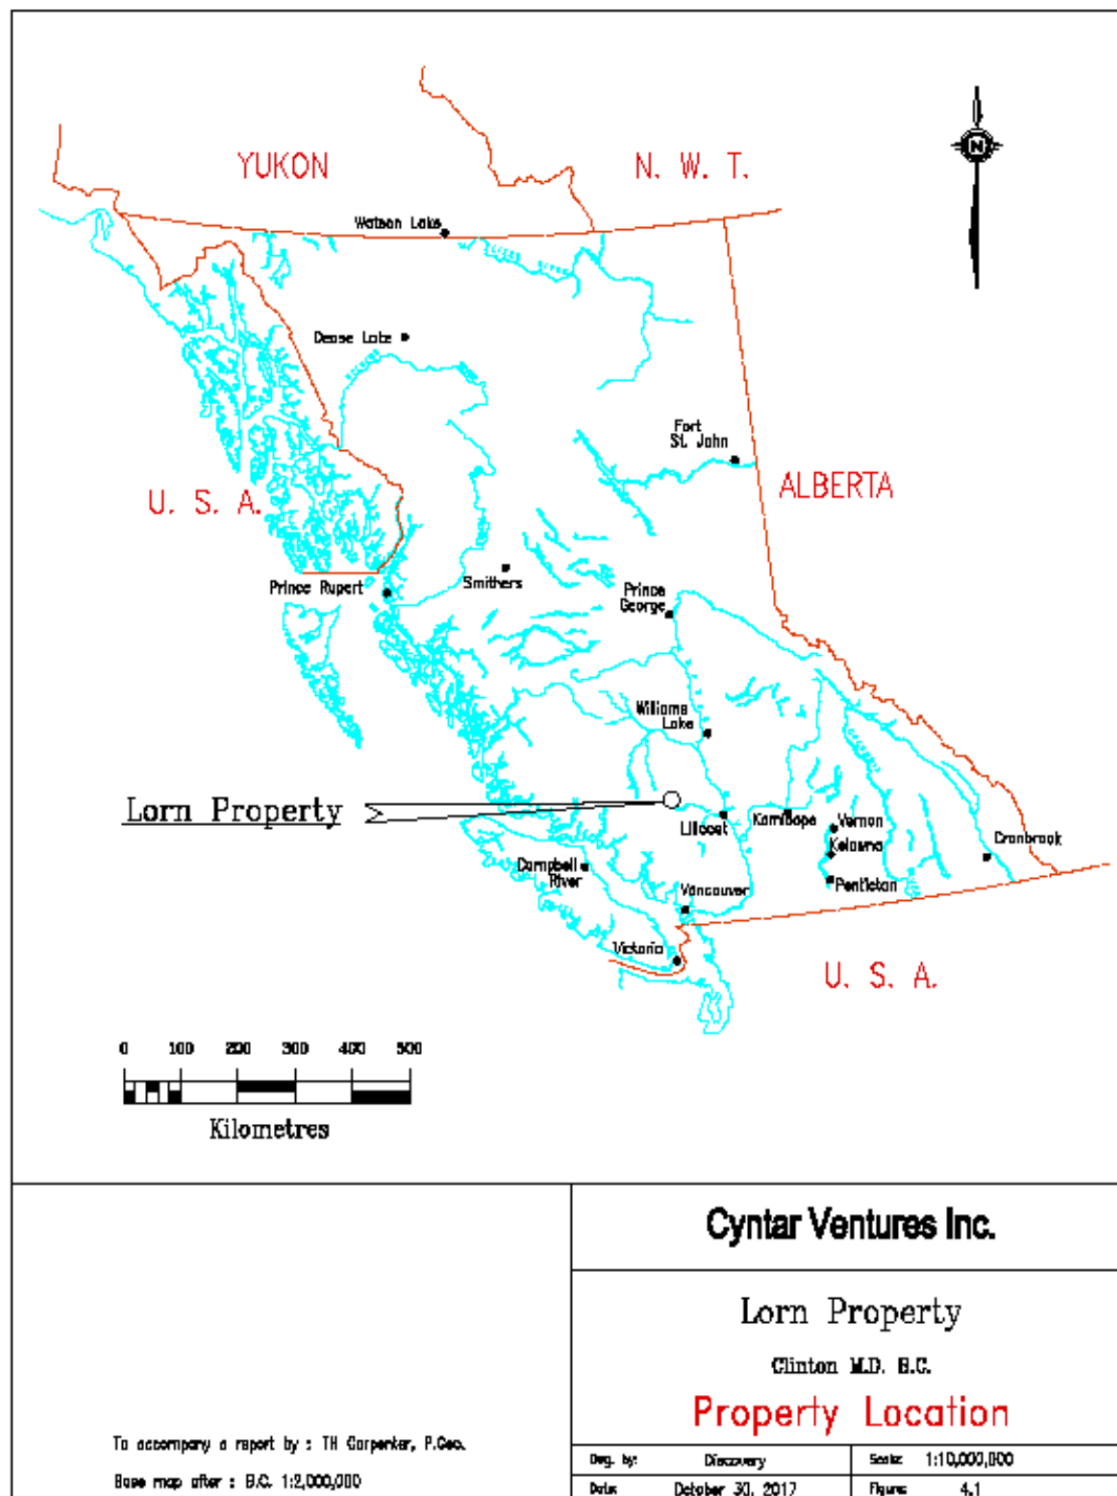 YUKON
N. W. T.
N
Watson Lake
Dease Lake
Fort
St. John
ALBERTA
U. S. A.
Prince Rupert
Smithers
Prince
George
Williams
Lake
Lorn Property
Lillooet
Kamloops
Vernon
Kelowna
Penticton
Cranbrook
Campbell
River
Vancouver
Victoria
U. S. A.
0 100 200 300 400 500
Kilometres
Cyntar Ventures Inc.
Lorn Property
Clinton M.D. B.C.
Property Location
To accompany a report by : TH Carpenter, P.Geo.
Base map after : B.C. 1:2,000,000
Dwg. by: Discovery
Scale: 1:10,000,000
Date: October 30, 2017
Figure: 4.1